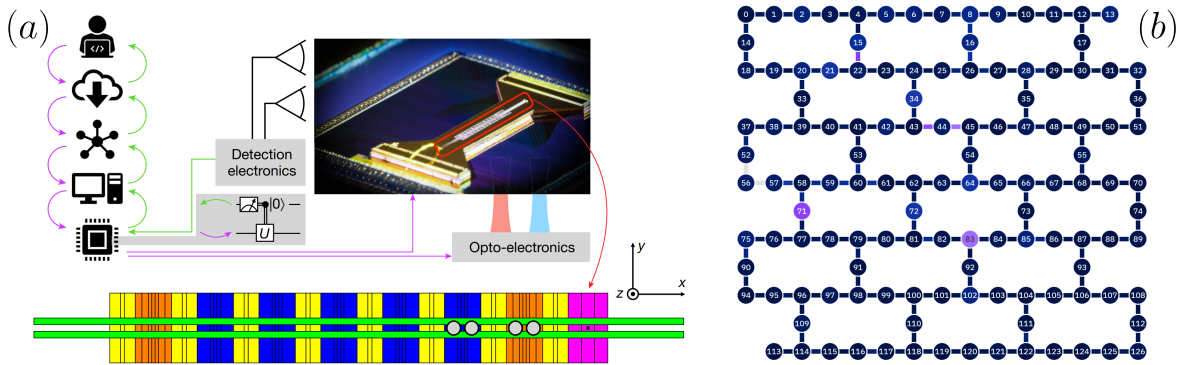 (a)
</>
Detection
electronics
|0⟩
U
Opto-electronics
y
z
x
(b)
0 1 2 3 4 5 6 7 8 9 10 11 12 13
14 15 16 17
18 19 20 21 22 23 24 25 26 27 28 29 30 31 32
33 34 35 36
37 38 39 40 41 42 43 44 45 46 47 48 49 50 51
52 53 54 55
56 57 58 59 60 61 62 63 64 65 66 67 68 69 70
71 72 73 74
75 76 77 78 79 80 81 82 83 84 85 86 87 88 89
90 91 92 93
94 95 96 97 98 99 100 101 102 103 104 105 106 107 108
109 110 111 112
113 114 115 116 117 118 119 120 121 122 123 124 125 126